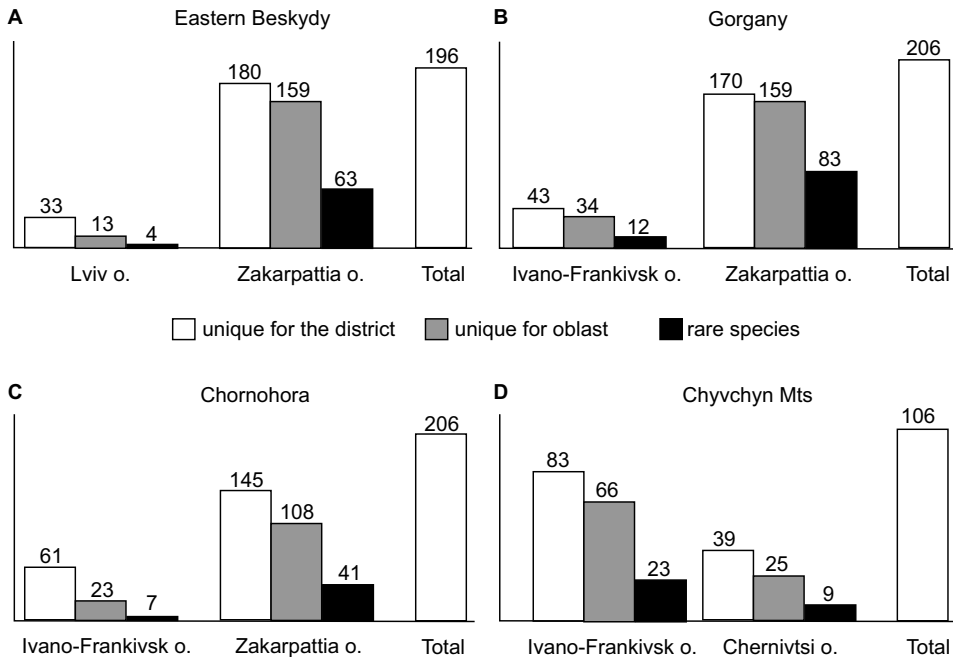 A
Eastern Beskydy
180
159
63
196
33
13
4
Lviv o.
Zakarpattia o.
Total
B
Gorgany
206
170
159
83
43
34
12
Ivano-Frankivsk o.
Zakarpattia o.
Total
unique for the district
unique for oblast
rare species
C
Chornohora
206
145
108
41
61
23
7
Ivano-Frankivsk o.
Zakarpattia o.
Total
D
Chyvchyn Mts
106
83
66
23
39
25
9
Ivano-Frankivsk o.
Chernivtsi o.
Total